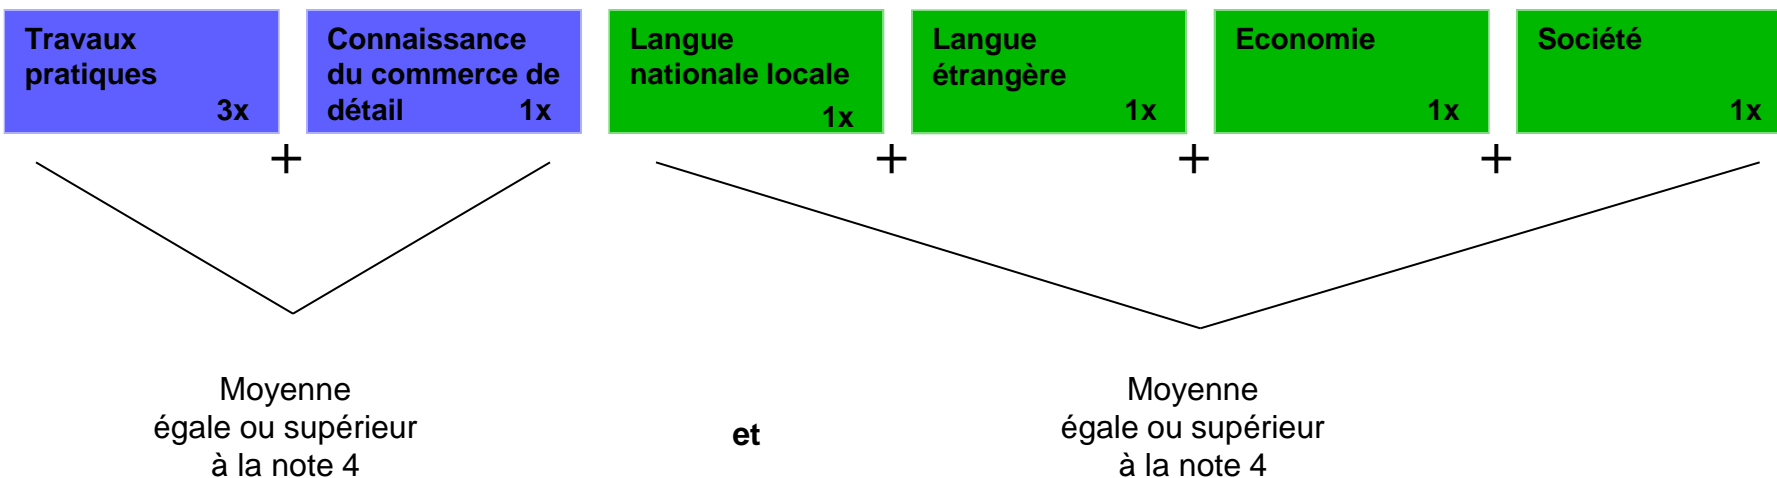 Travaux
pratiques
3x
Connaissance
du commerce de
détail 1x
Langue
nationale locale
1x
Langue
étrangère
1x
Economie
1x
Société
1x
+
+
+
+
Moyenne
égale ou supérieur
à la note 4
et
Moyenne
égale ou supérieur
à la note 4